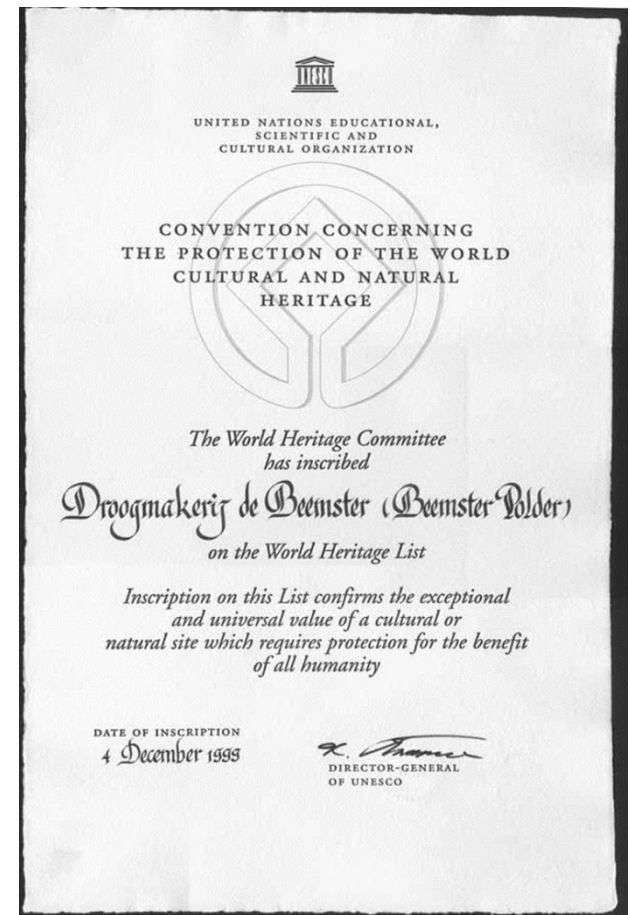 UNESCO
UNITED NATIONS EDUCATIONAL,
SCIENTIFIC AND
CULTURAL ORGANIZATION
CONVENTION CONCERNING
THE PROTECTION OF THE WORLD
CULTURAL AND NATURAL
HERITAGE
The World Heritage Committee
has inscribed
Droogmakerij de Beemster (Beemster Polder)
on the World Heritage List
Inscription on this List confirms the exceptional
and universal value of a cultural or
natural site which requires protection for the benefit
of all humanity
DATE OF INSCRIPTION
4 December 1999
DIRECTOR-GENERAL
OF UNESCO